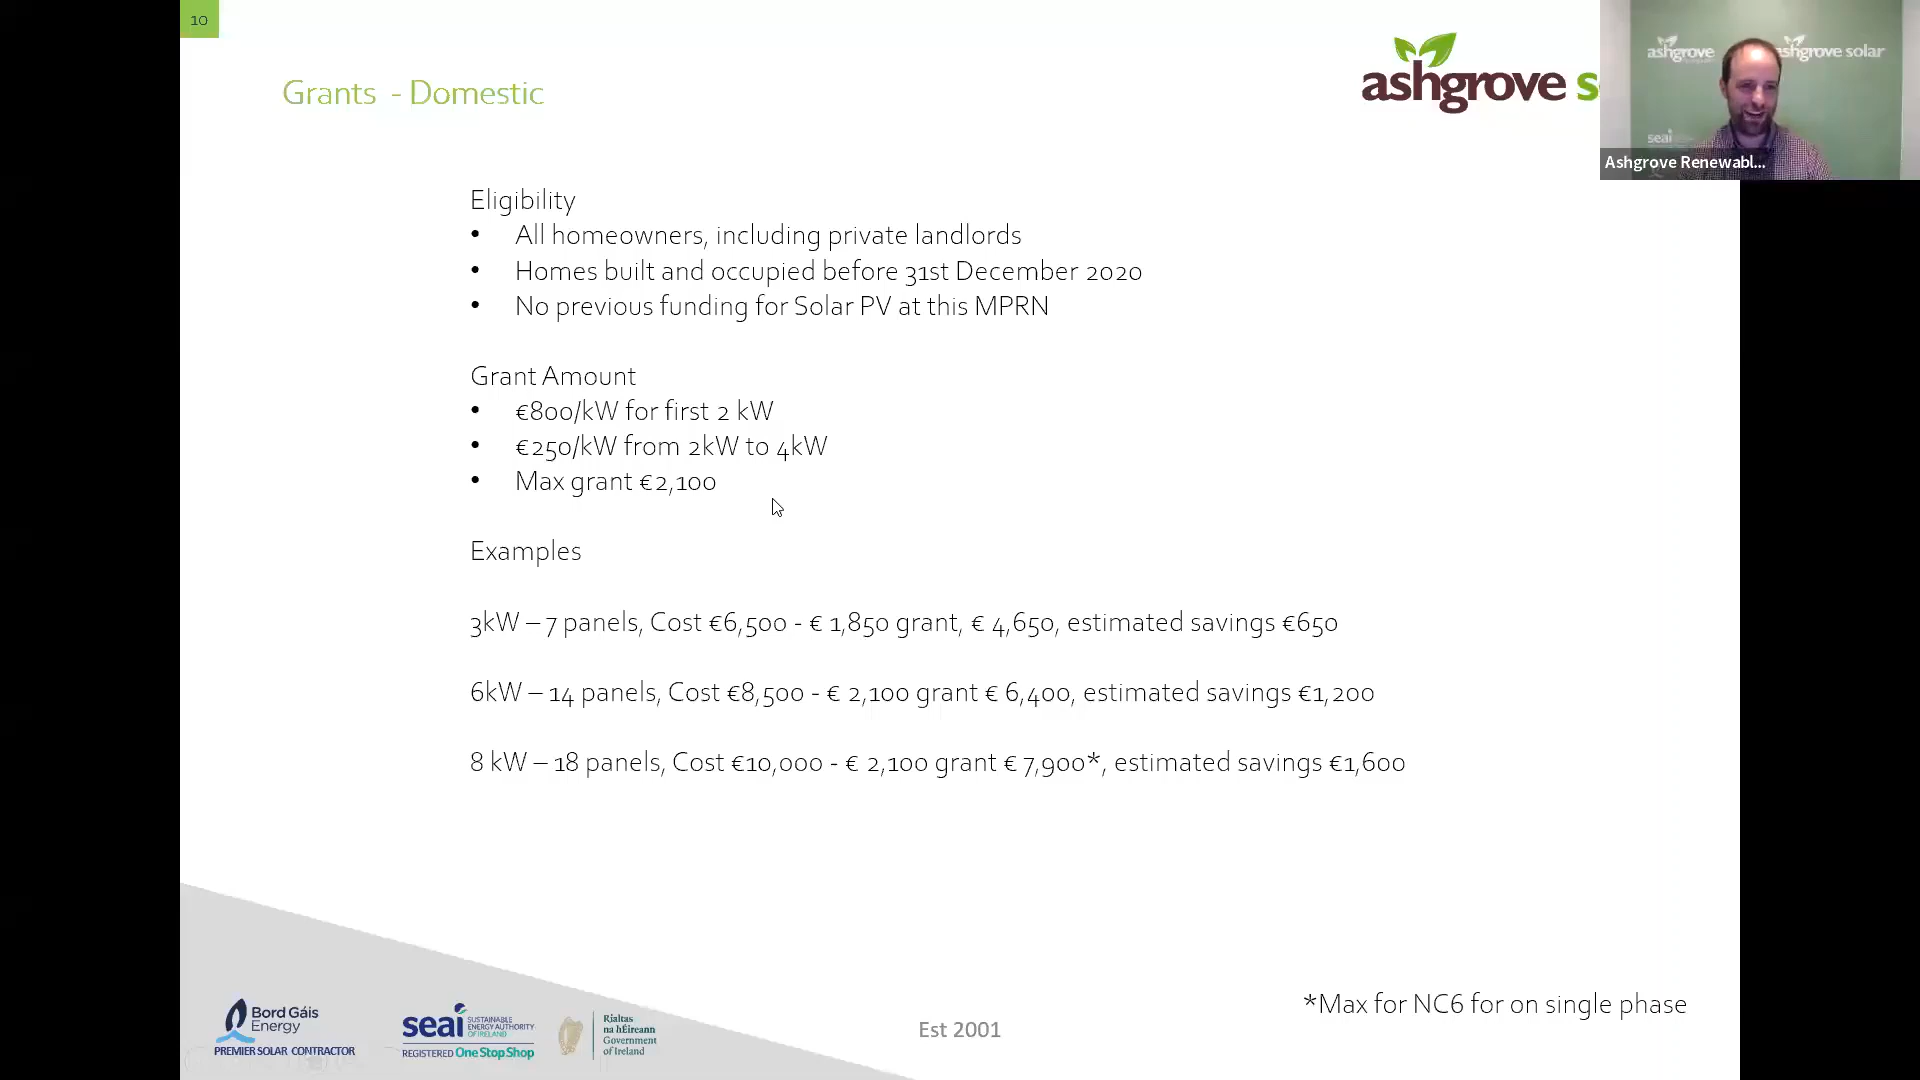 10
Grants - Domestic
ashgrove s
ashgrove
ashgrove solar
seai
Ashgrove Renewabl...
Eligibility
• All homeowners, including private landlords
• Homes built and occupied before 31st December 2020
• No previous funding for Solar PV at this MPRN
Grant Amount
• €800/kW for first 2 kW
• €250/kW from 2kW to 4kW
• Max grant €2,100
Examples
3kW – 7 panels, Cost €6,500 - € 1,850 grant, € 4,650, estimated savings €650
6kW – 14 panels, Cost €8,500 - € 2,100 grant € 6,400, estimated savings €1,200
8 kW – 18 panels, Cost €10,000 - € 2,100 grant € 7,900*, estimated savings €1,600
*Max for NC6 for on single phase
Bord Gáis
Energy
PREMIER SOLAR CONTRACTOR
seai SUSTAINABLE
ENERGY AUTHORITY
OF IRELAND
REGISTERED One Stop Shop
Rialtas
na hÉireann
Government
of Ireland
Est 2001